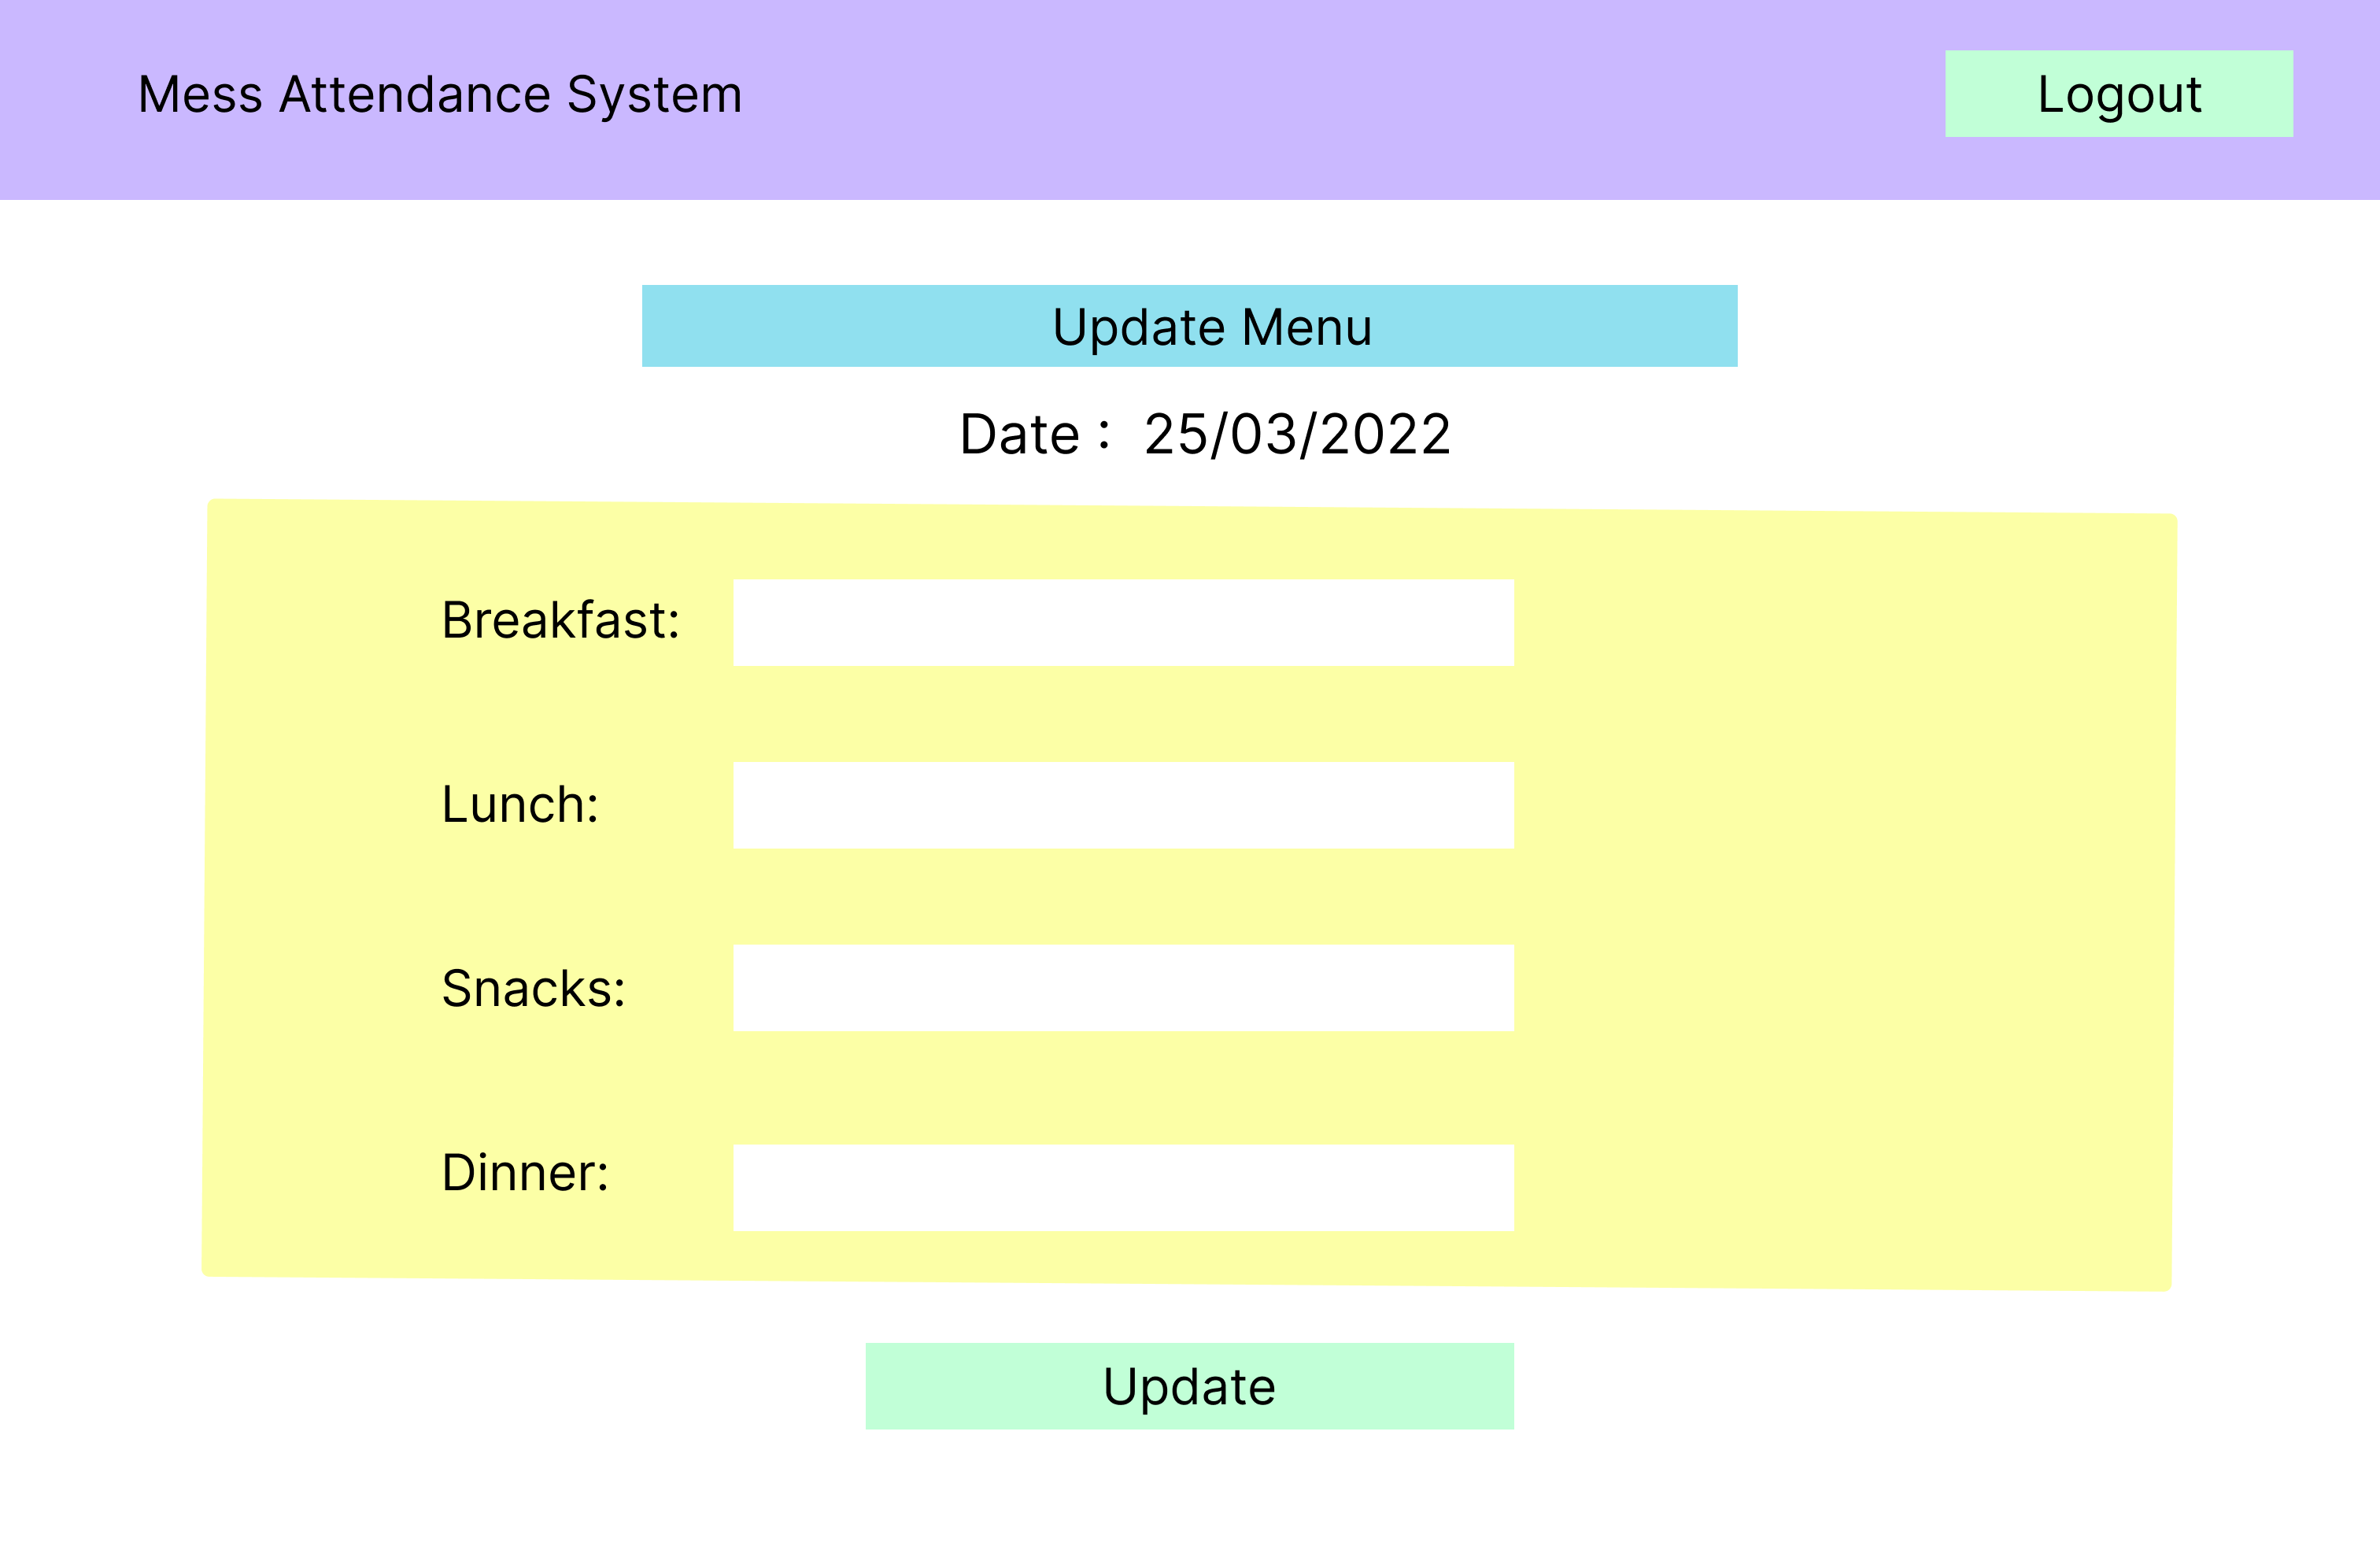 Mess Attendance System
Logout
Update Menu
Date :  25/03/2022
Breakfast:
Lunch:
Snacks:
Dinner:
Update